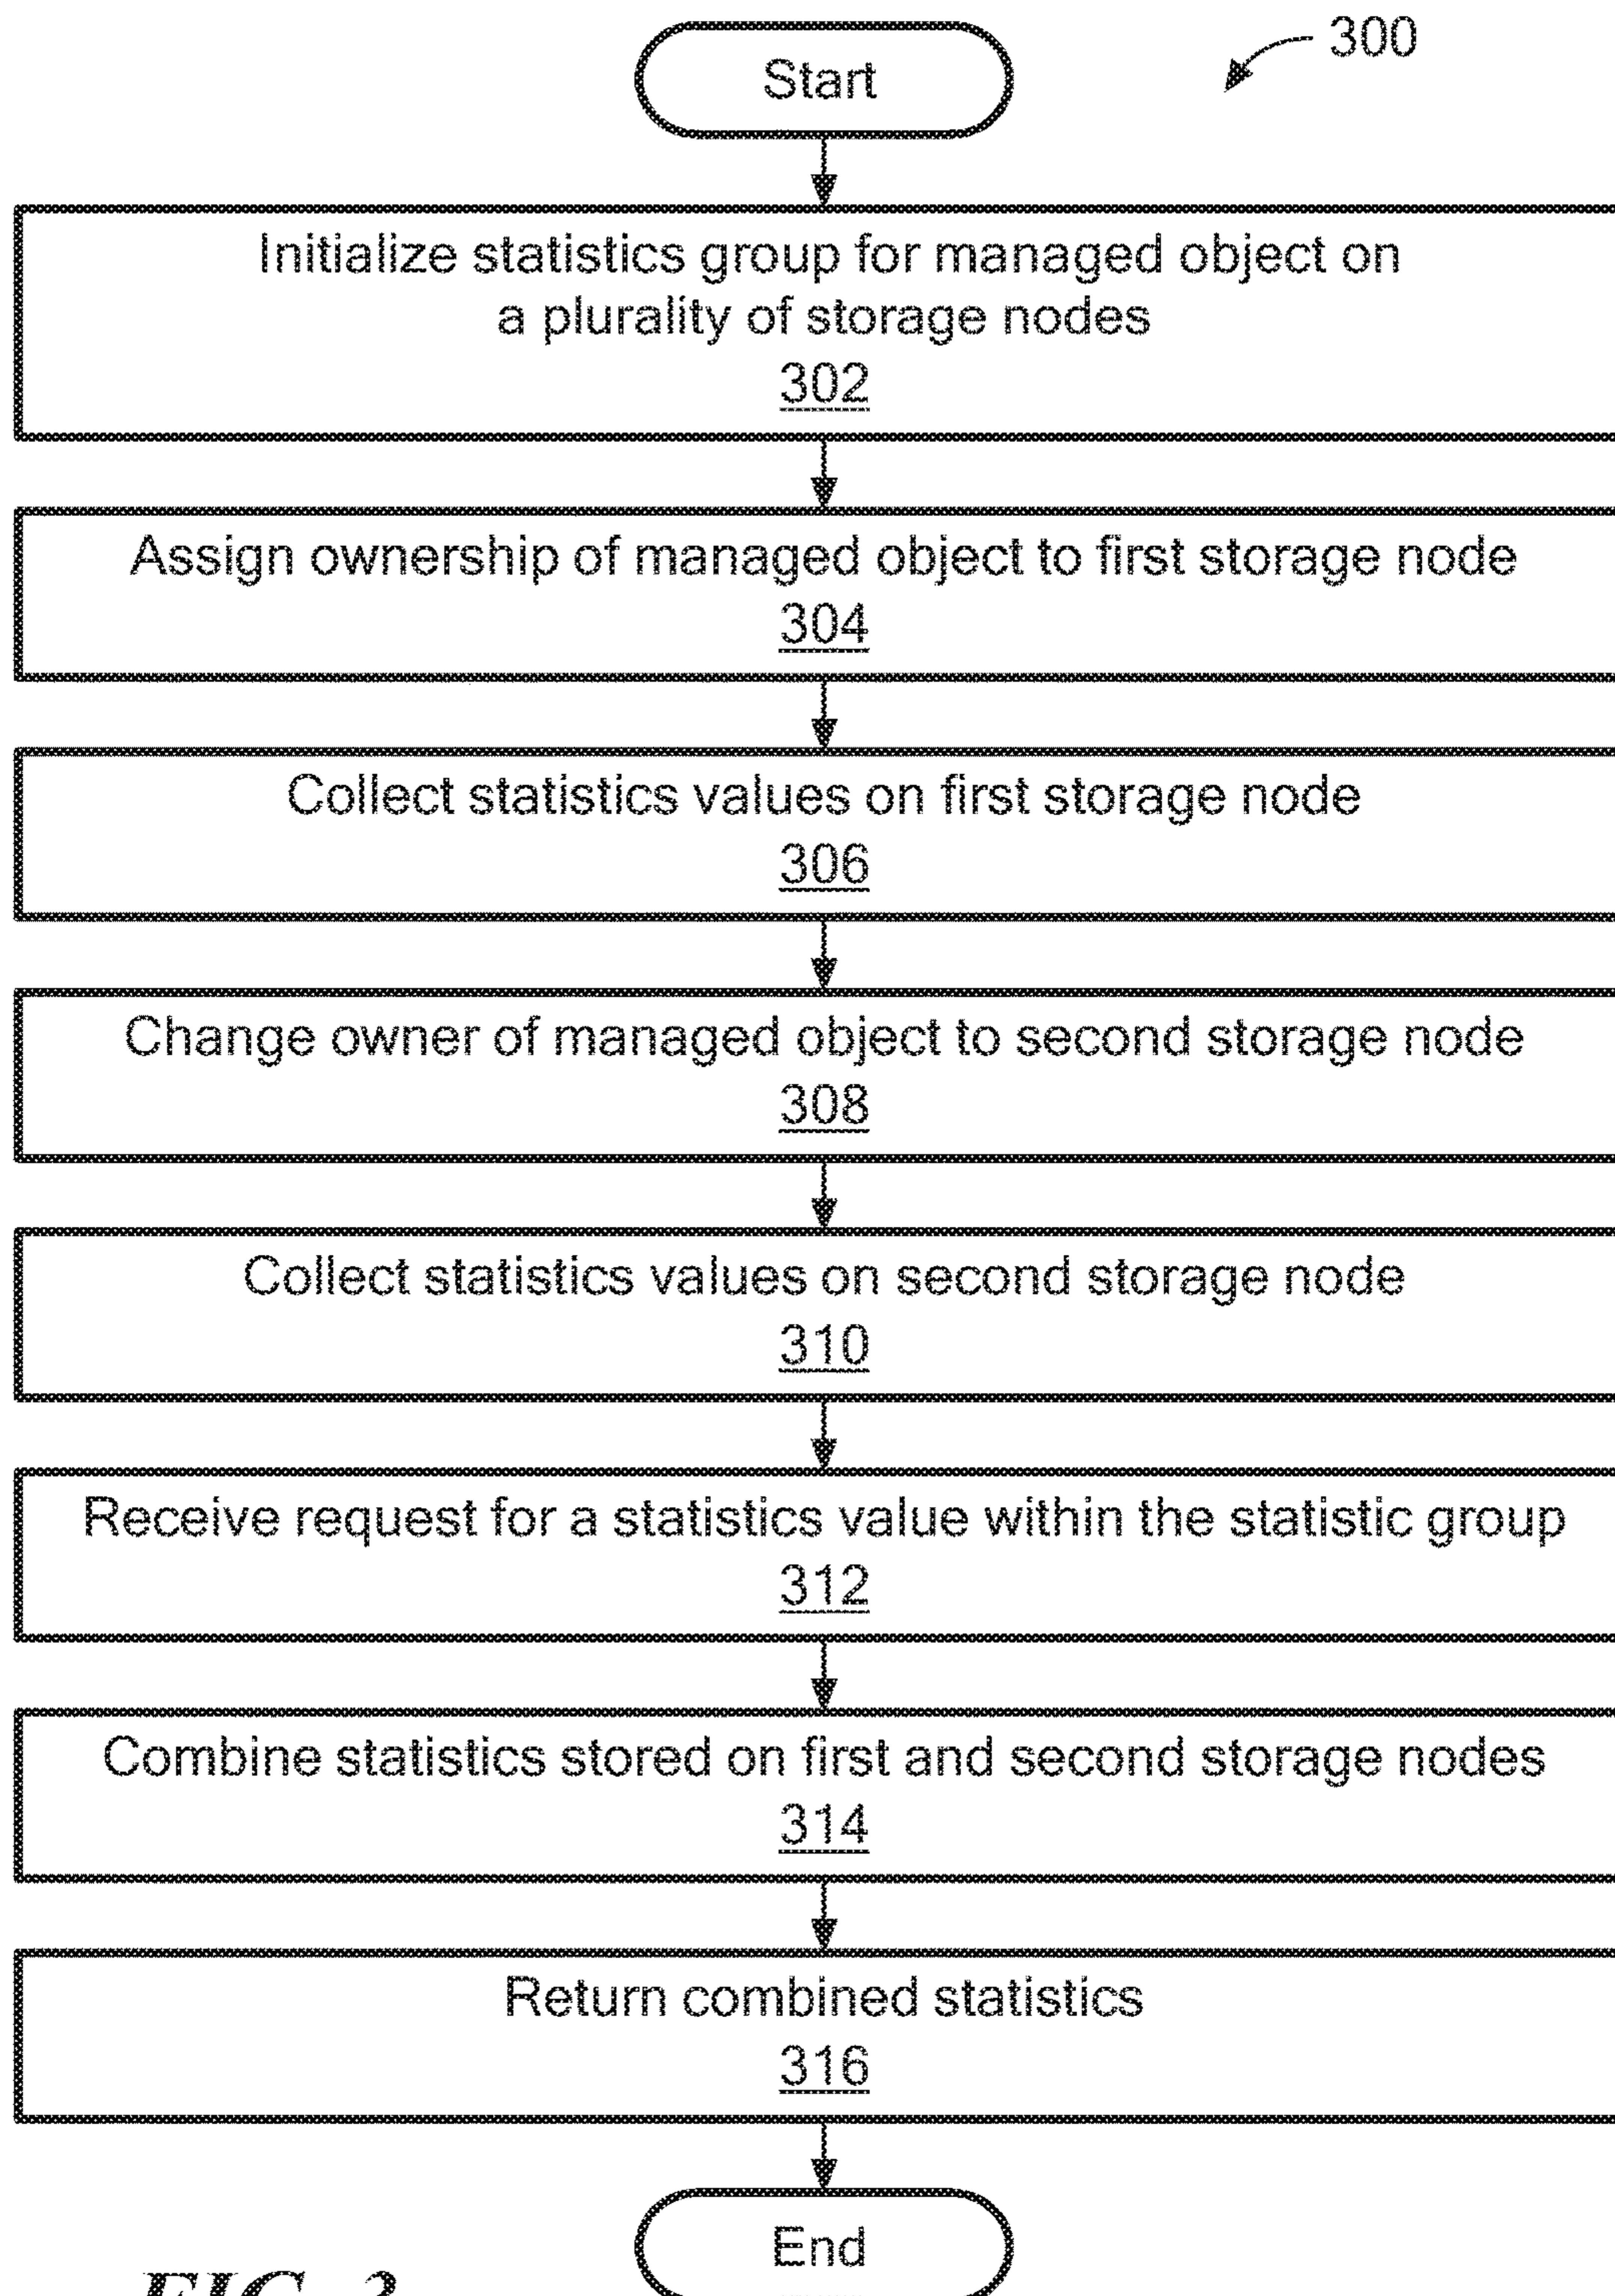 Start
300
Initialize statistics group for managed object on
a plurality of storage nodes
302
Assign ownership of managed object to first storage node
304
Collect statistics values on first storage node
306
Change owner of managed object to second storage node
308
Collect statistics values on second storage node
310
Receive request for a statistics value within the statistic group
312
Combine statistics stored on first and second storage nodes
314
Return combined statistics
316
End
FIG. 3